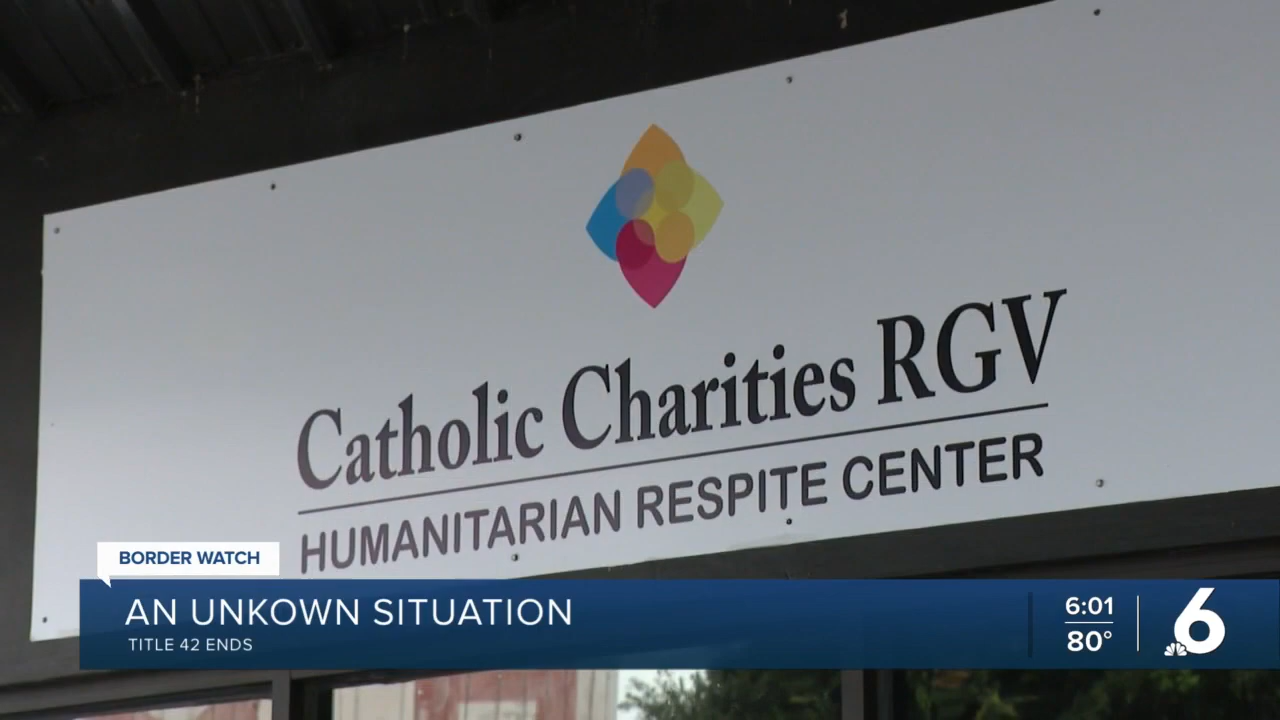 Catholic Charities RGV
HUMANITARIAN RESPITE CENTER
BORDER WATCH
AN UNKOWN SITUATION
TITLE 42 ENDS
6:01
80°
6